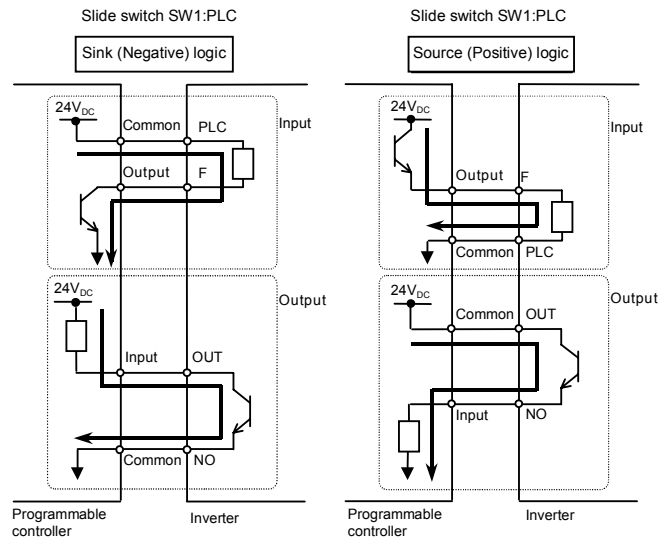 Slide switch SW1:PLC
Sink (Negative) logic
24VDC
Common
PLC
Input
Output
F
24VDC
Output
Input
OUT
Common
NO
Programmable
controller
Inverter
Slide switch SW1:PLC
Source (Positive) logic
24VDC
Input
Output
F
Common
PLC
24VDC
Output
Common
OUT
Input
NO
Programmable
controller
Inverter